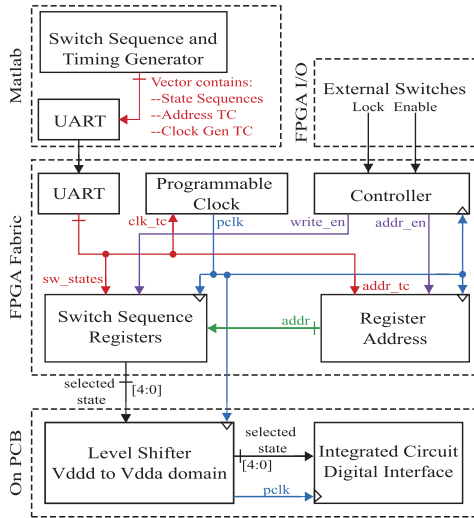 Matlab
Switch Sequence and
Timing Generator
Vector contains:
--State Sequences
--Address TC
--Clock Gen TC
UART
FPGA I/O
External Switches
Lock Enable
FPGA Fabric
UART
Programmable
Clock
Controller
clk_tc
pclk
write_en
addr_en
sw_states
addr_tc
Switch Sequence
Registers
addr
Register
Address
selected
state
[4:0]
On PCB
Level Shifter
Vddd to Vdda domain
selected
state
[4:0]
pclk
Integrated Circuit
Digital Interface